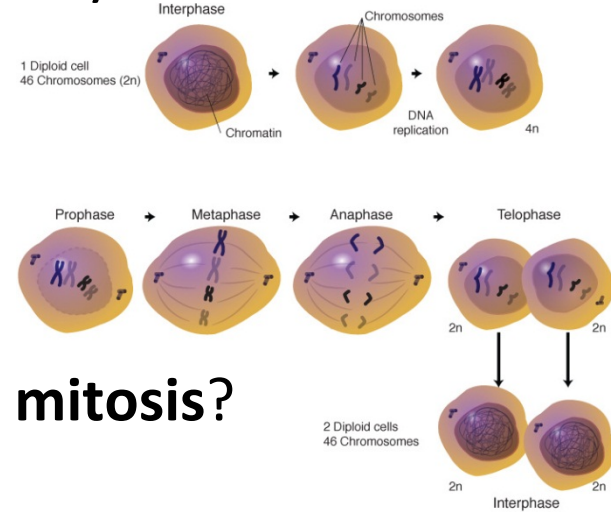 Interphase
Chromosomes
1 Diploid cell
46 Chromosomes (2n)
Chromatin
DNA
replication
4n
Prophase
Metaphase
Anaphase
Telophase
2n
2n
mitosis?
2 Diploid cells
46 Chromosomes
2n
2n
Interphase